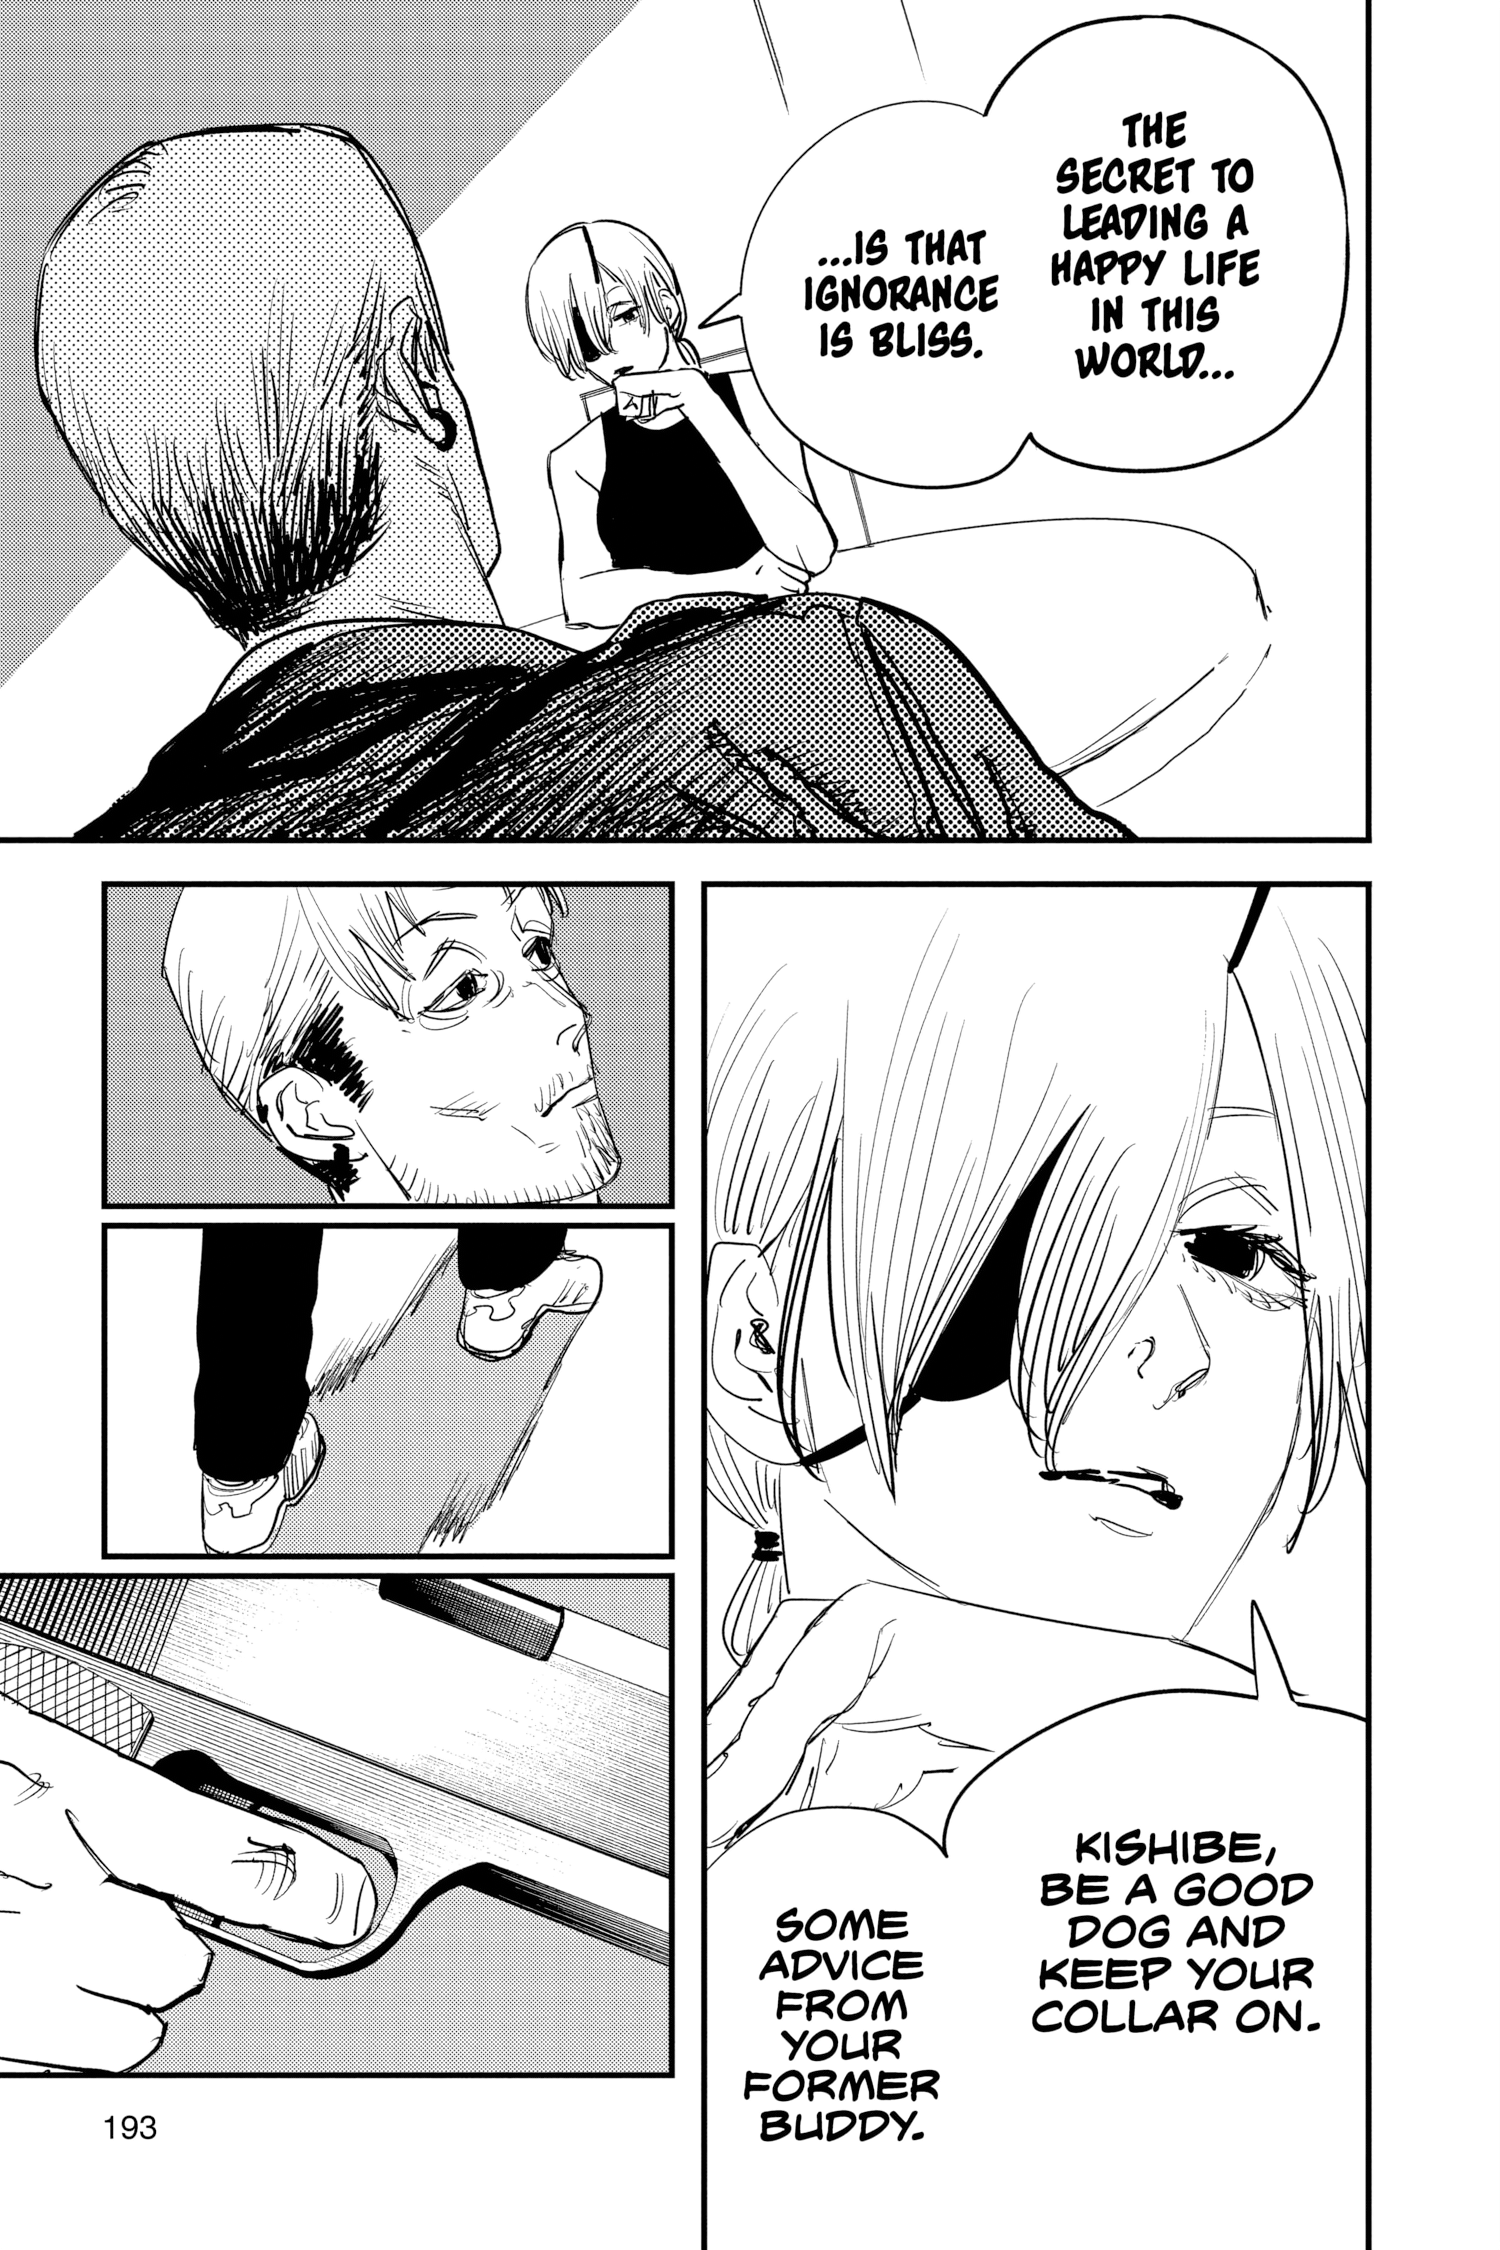 THE
SECRET TO
LEADING A
HAPPY LIFE
IN THIS
WORLD...
...IS THAT
IGNORANCE
IS BLISS.
KISHIBE,
BE A GOOD
DOG AND
KEEP YOUR
COLLAR ON.
SOME
ADVICE
FROM
YOUR
FORMER
BUDDY.
193